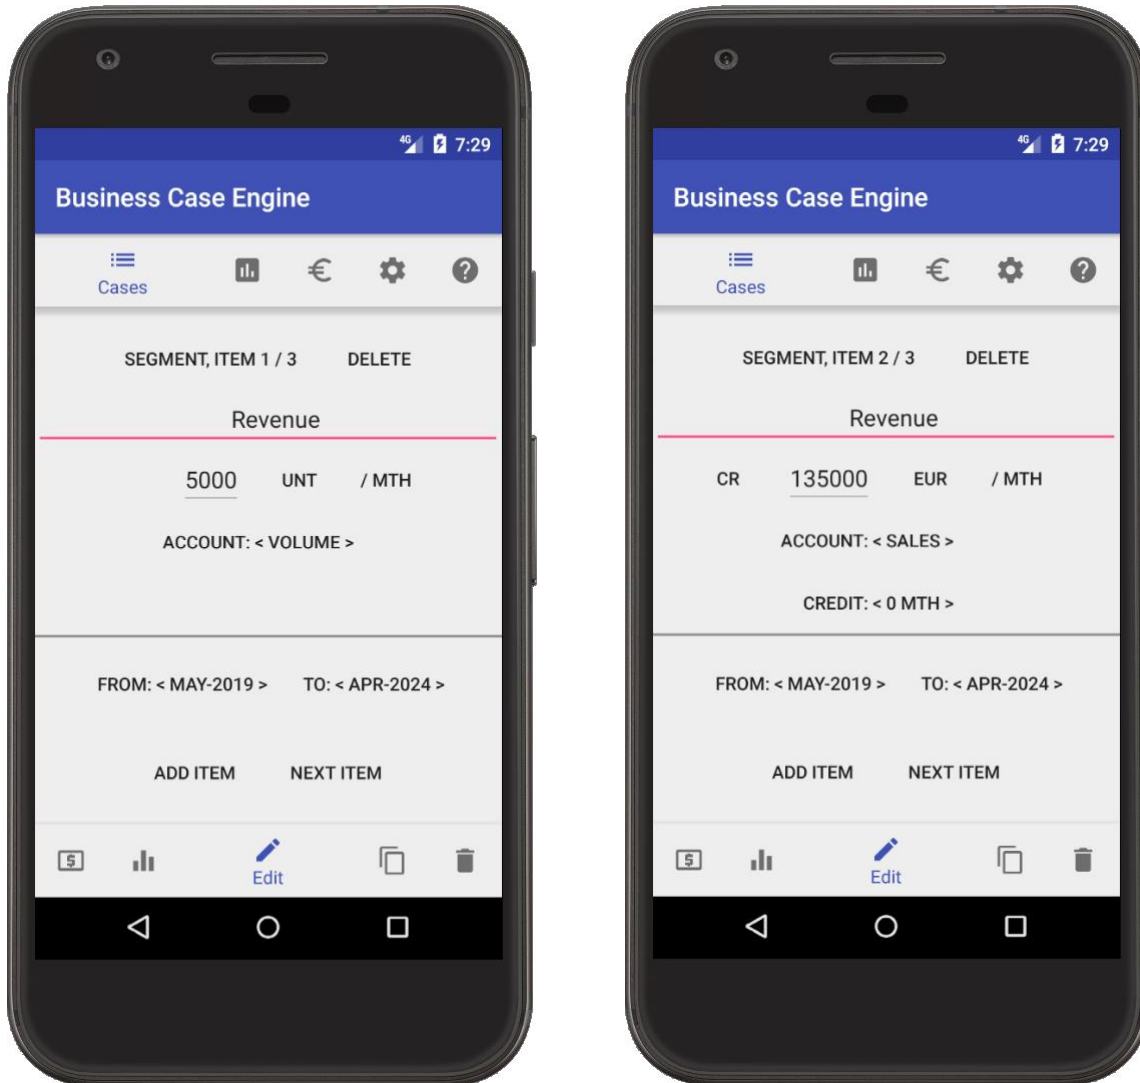 4G 7:29
Business Case Engine
Cases €  ?
SEGMENT, ITEM 1 / 3 DELETE
Revenue
5000 UNT / MTH
ACCOUNT: < VOLUME >
FROM: < MAY-2019 > TO: < APR-2024 >
ADD ITEM NEXT ITEM
$ Edit
4G 7:29
Business Case Engine
Cases € ?
SEGMENT, ITEM 2 / 3 DELETE
Revenue
CR 135000 EUR / MTH
ACCOUNT: < SALES >
CREDIT: < 0 MTH >
FROM: < MAY-2019 > TO: < APR-2024 >
ADD ITEM NEXT ITEM
$ Edit